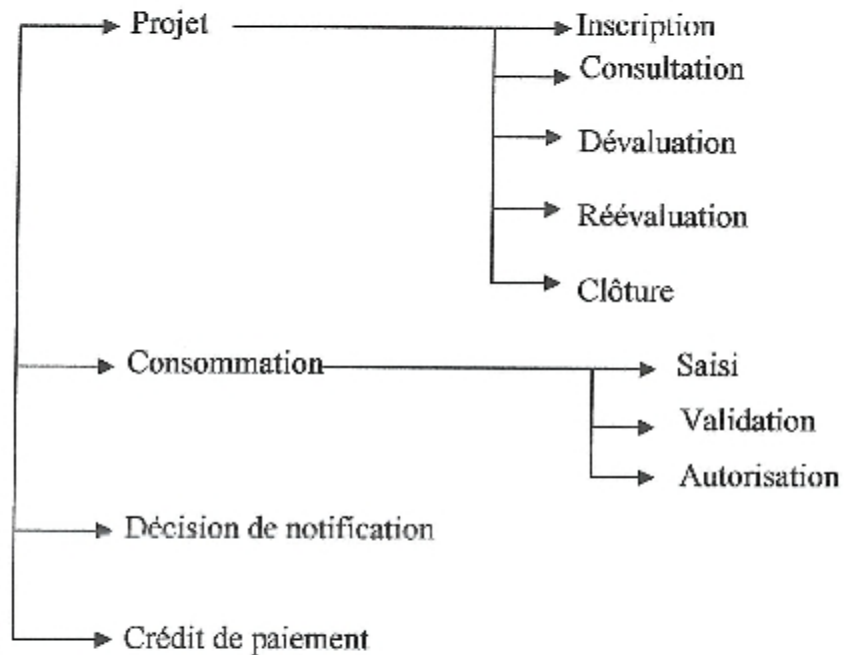 Projet
Inscription
Consultation
Dévaluation
Réévaluation
Clôture
Consommation
Saisi
Validation
Autorisation
Décision de notification
Crédit de paiement